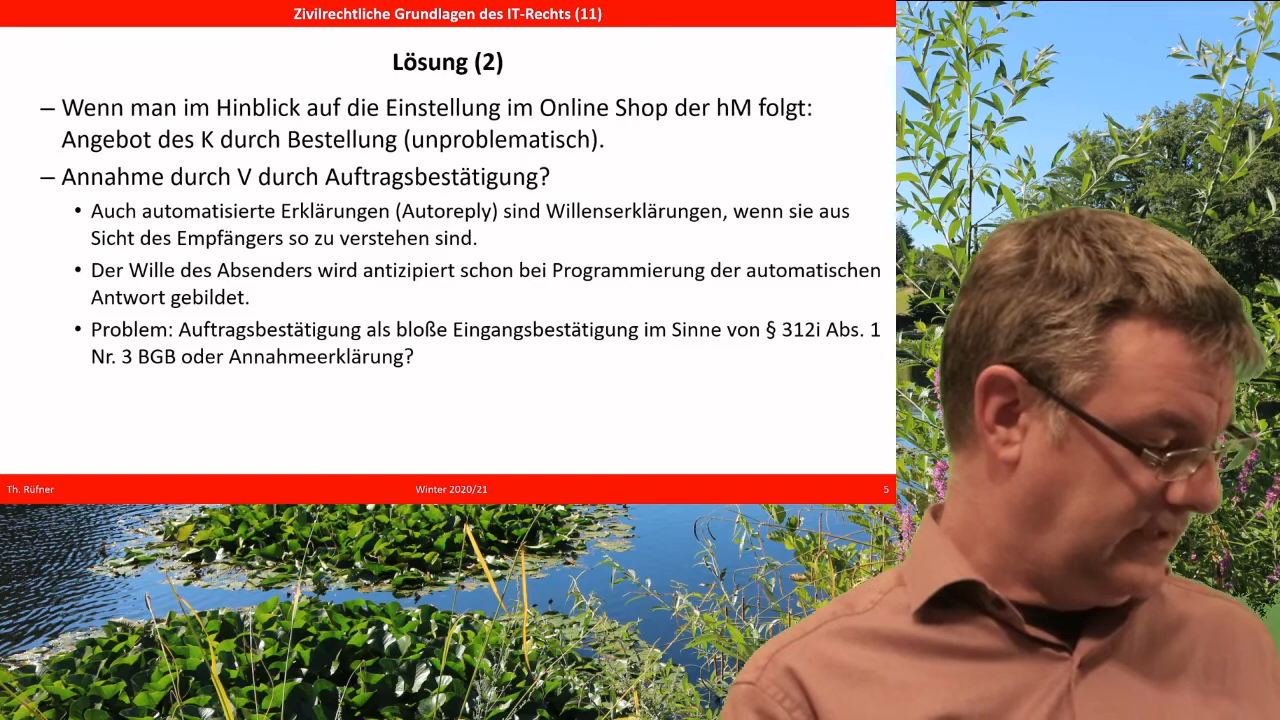 Zivilrechtliche Grundlagen des IT-Rechts (11)
Lösung (2)
– Wenn man im Hinblick auf die Einstellung im Online Shop der hM folgt:
Angebot des K durch Bestellung (unproblematisch).
– Annahme durch V durch Auftragsbestätigung?
• Auch automatisierte Erklärungen (Autoreply) sind Willenserklärungen, wenn sie aus
Sicht des Empfängers so zu verstehen sind.
• Der Wille des Absenders wird antizipiert schon bei Programmierung der automatischen
Antwort gebildet.
• Problem: Auftragsbestätigung als bloße Eingangsbestätigung im Sinne von § 312i Abs. 1
Nr. 3 BGB oder Annahmeerklärung?
Th. Rüfner
Winter 2020/21
5